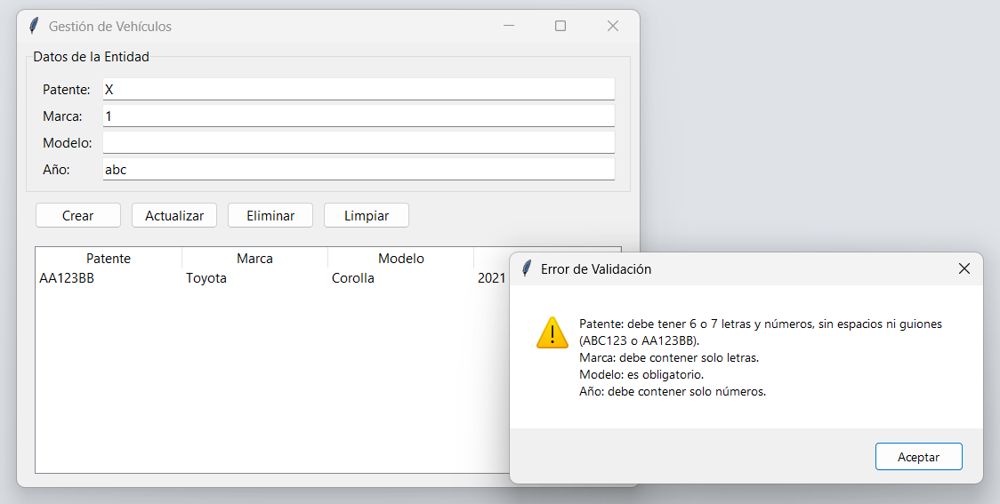 Gestión de Vehículos
Datos de la Entidad
Patente: X
Marca: 1
Modelo:
Año: abc
Crear Actualizar Eliminar Limpiar
Patente Marca Modelo
AA123BB Toyota Corolla 2021
Error de Validación
Patente: debe tener 6 o 7 letras y números, sin espacios ni guiones
(ABC123 o AA123BB).
Marca: debe contener solo letras.
Modelo: es obligatorio.
Año: debe contener solo números.
Aceptar